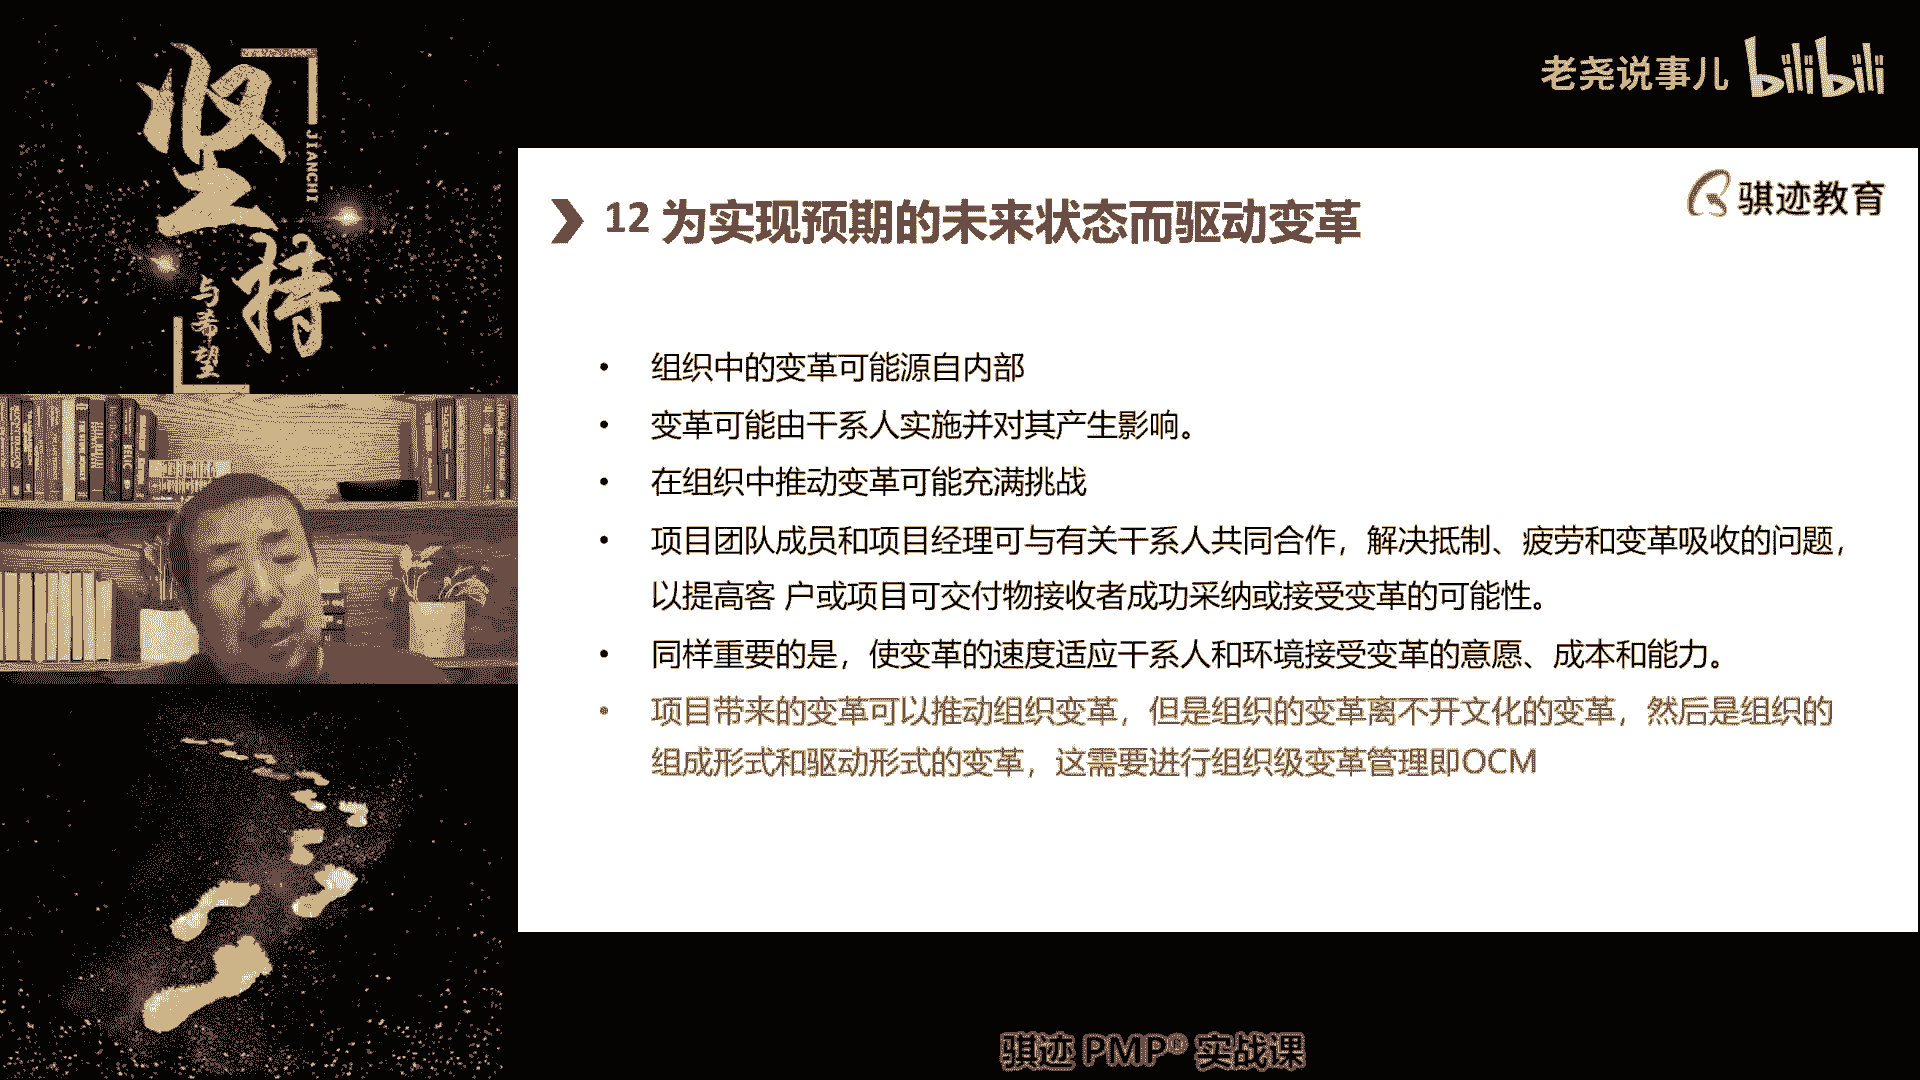 坚持
JIANCHI
与希望
老尧说事儿 bilibili
骐迹教育
12 为实现预期的未来状态而驱动变革
• 组织中的变革可能源自内部
• 变革可能由干系人实施并对其产生影响。
• 在组织中推动变革可能充满挑战
• 项目团队成员和项目经理可与有关干系人共同合作，解决抵制、疲劳和变革吸收的问题，
以提高客 户或项目可交付物接收者成功采纳或接受变革的可能性。
• 同样重要的是，使变革的速度适应干系人和环境接受变革的意愿、成本和能力。
• 项目带来的变革可以推动组织变革，但是组织的变革离不开文化的变革，然后是组织的
组成形式和驱动形式的变革，这需要进行组织级变革管理即OCM
骐迹 PMP® 实战课